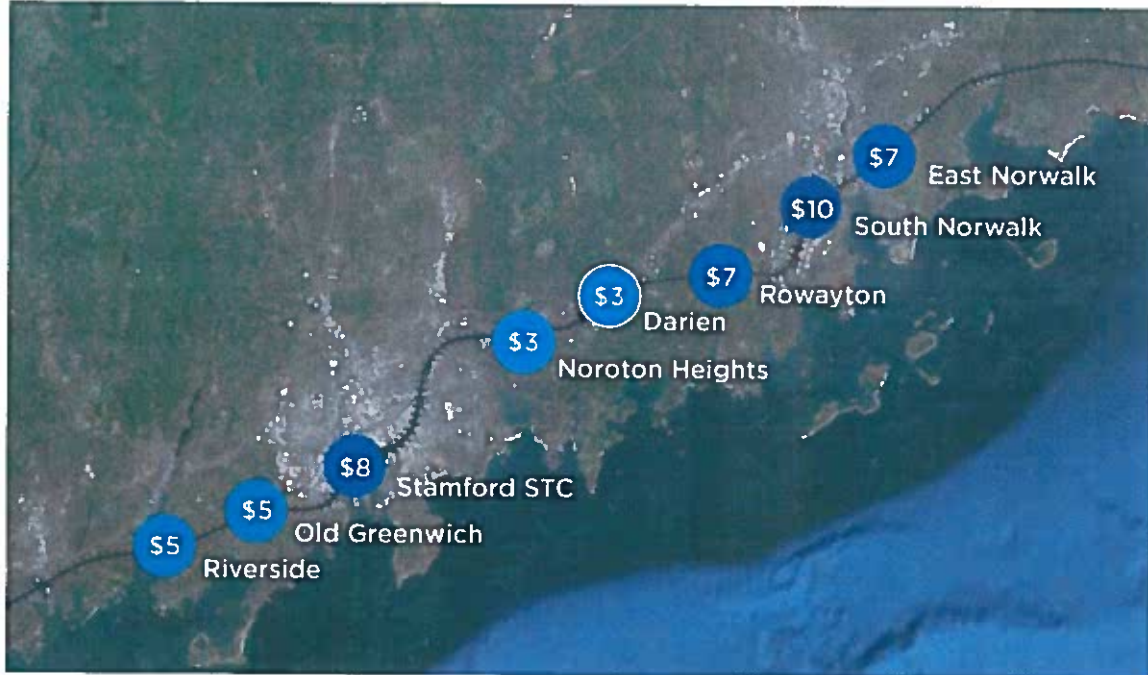 $7
East Norwalk
$10
South Norwalk
$7
Rowayton
$3
Darien
$3
Noroton Heights
$8
Stamford STC
$5
Old Greenwich
$5
Riverside